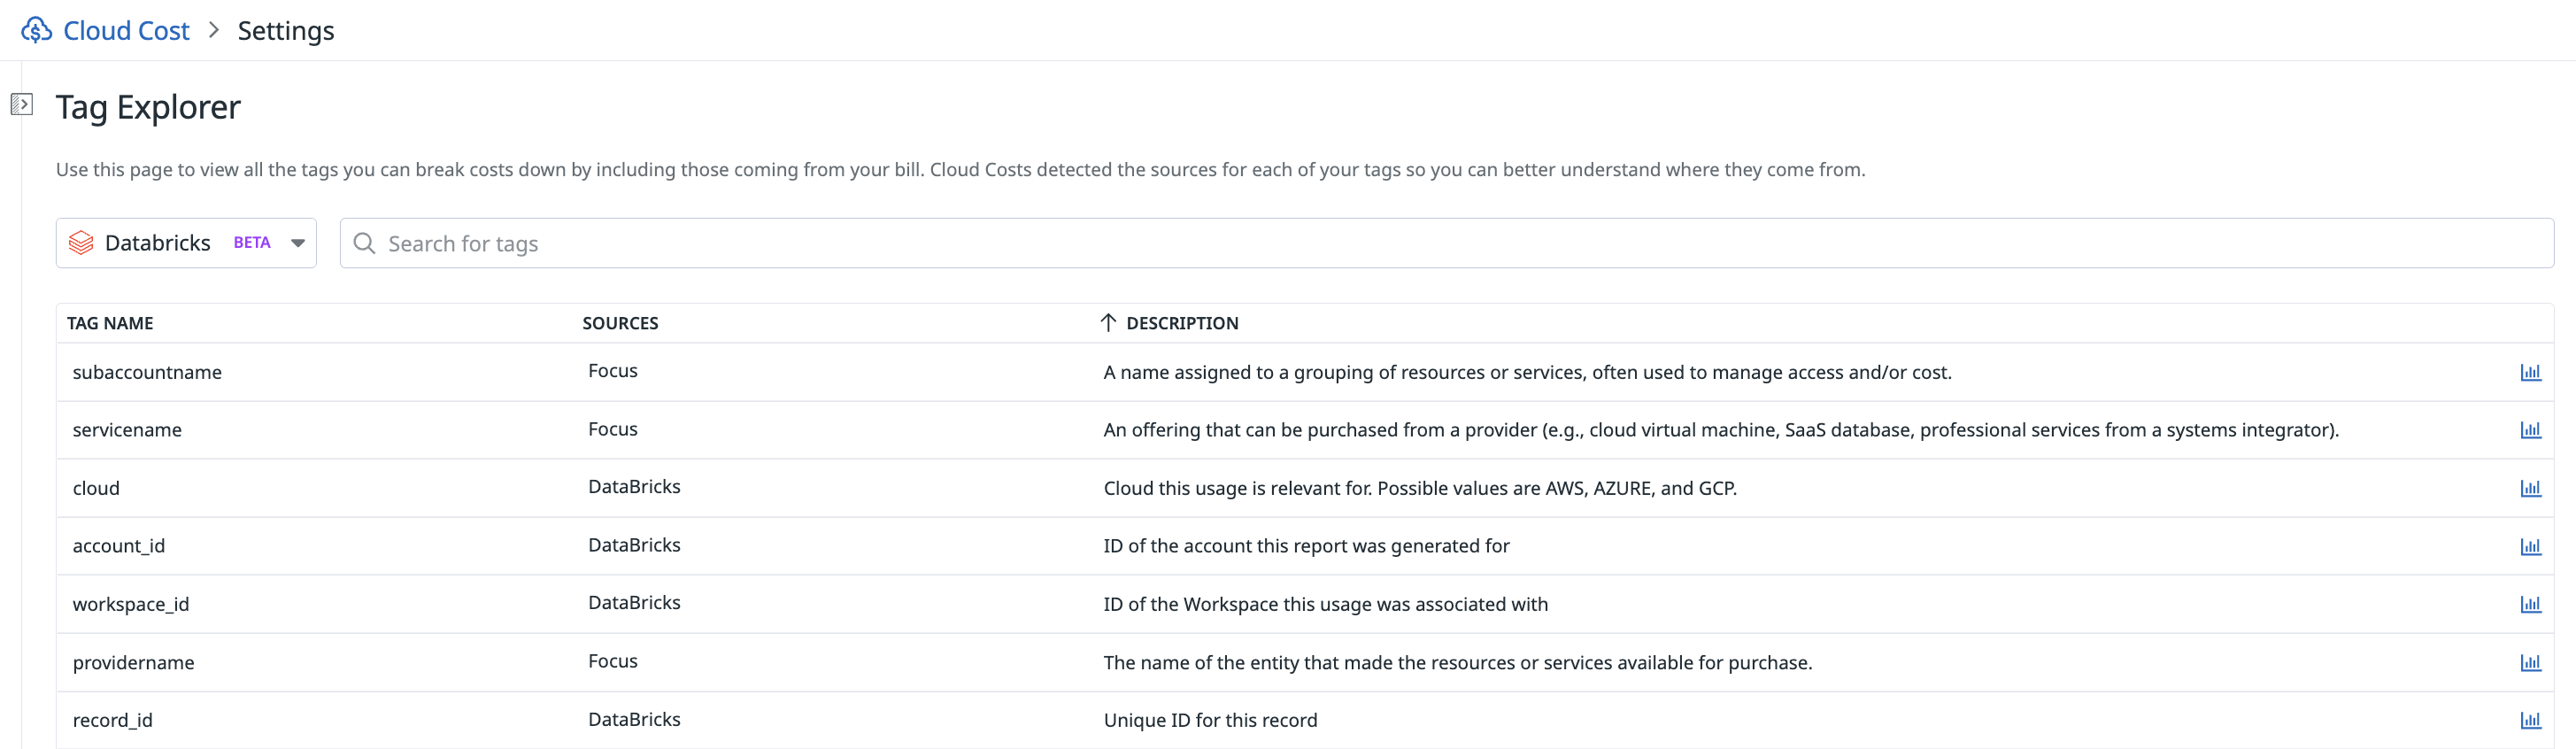 Cloud Cost > Settings
Tag Explorer
Use this page to view all the tags you can break costs down by including those coming from your bill. Cloud Costs detected the sources for each of your tags so you can better understand where they come from.
Databricks BETA Search for tags
TAG NAME SOURCES DESCRIPTION
subaccountname Focus A name assigned to a grouping of resources or services, often used to manage access and/or cost.
servicename Focus An offering that can be purchased from a provider (e.g., cloud virtual machine, SaaS database, professional services from a systems integrator).
cloud DataBricks Cloud this usage is relevant for. Possible values are AWS, AZURE, and GCP.
account_id DataBricks ID of the account this report was generated for
workspace_id DataBricks ID of the Workspace this usage was associated with
providername Focus The name of the entity that made the resources or services available for purchase.
record_id DataBricks Unique ID for this record